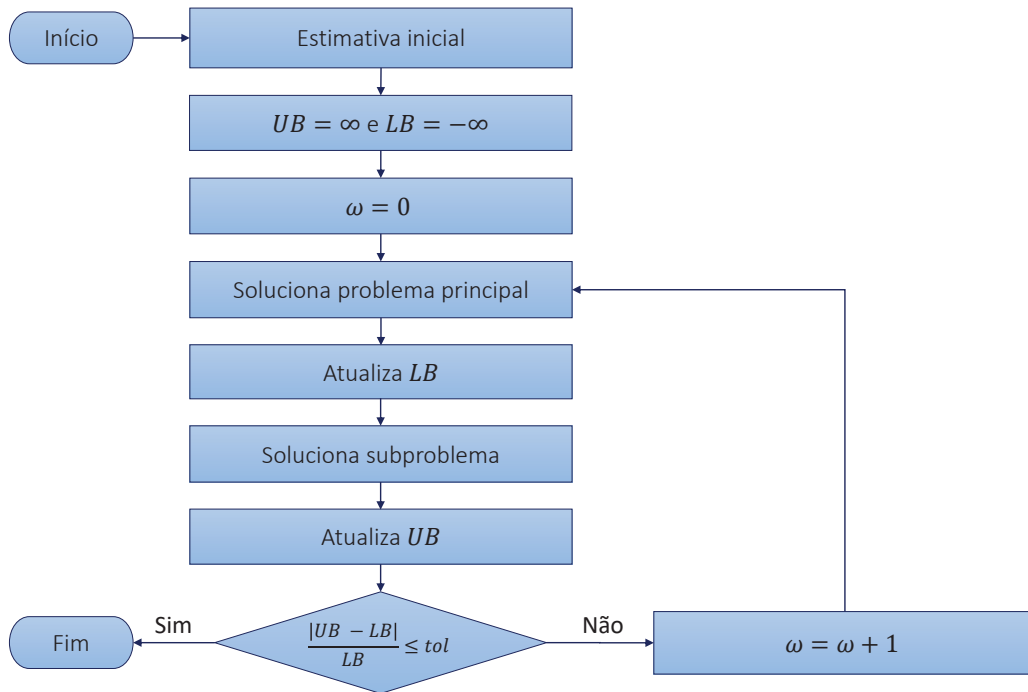 Início
Estimativa inicial
UB = ∞ e LB = −∞
ω = 0
Soluciona problema principal
Atualiza LB
Soluciona subproblema
Atualiza UB
Fim
Sim
|UB − LB| / LB ≤ tol
Não
ω = ω + 1